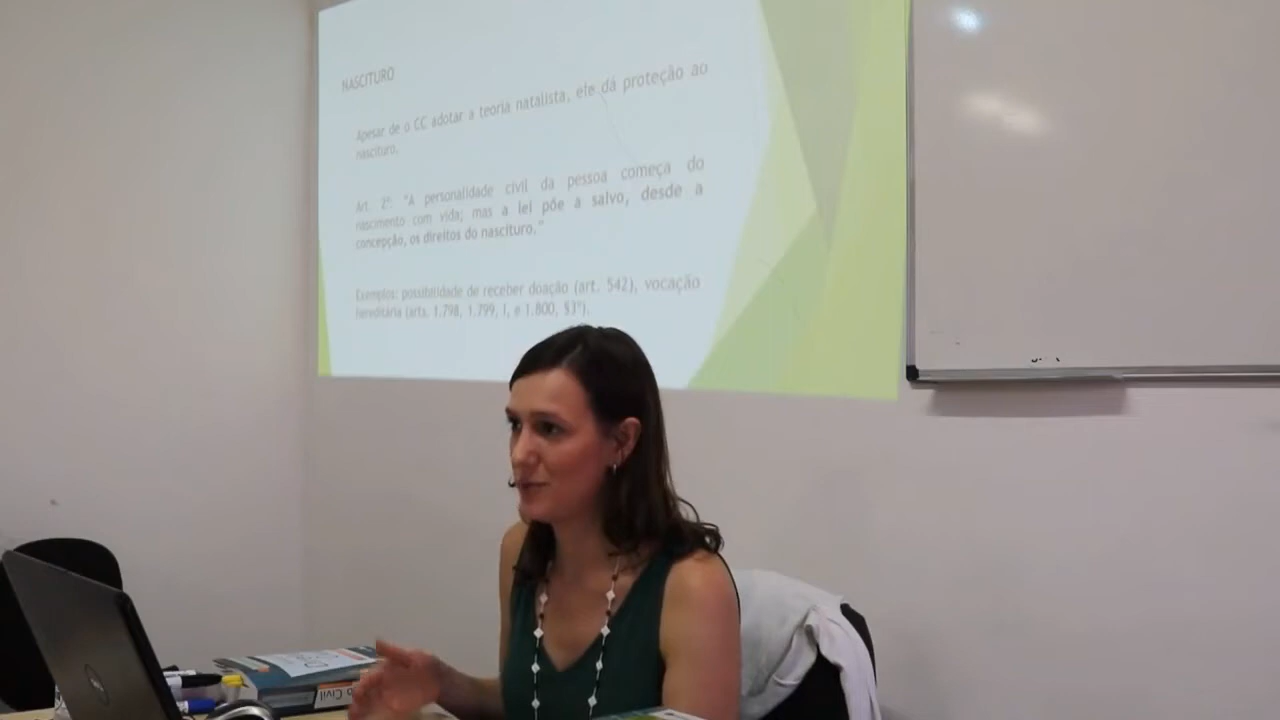 NASCITURO
Apesar de o CC adotar a teoria natalista, ele dá proteção ao
nascituro.
Art. 2º: "A personalidade civil da pessoa começa do
nascimento com vida; mas a lei põe a salvo, desde a
concepção, os direitos do nascituro."
Exemplos: possibilidade de receber doação (art. 542), vocação
hereditária (arts. 1.798, 1.799, I, e 1.800, §3º).
Civil